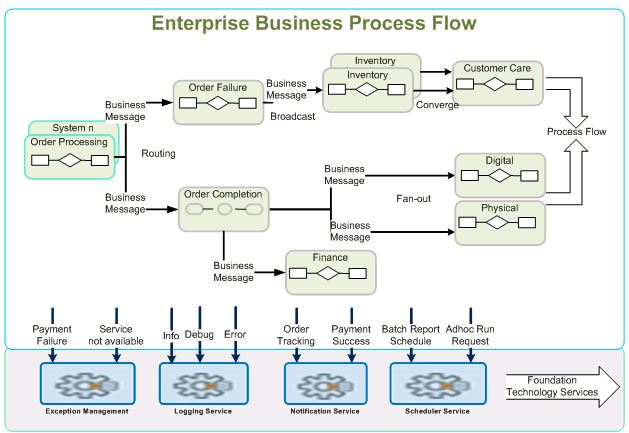 Enterprise Business Process Flow
Inventory
Inventory
Customer Care
Order Failure
Business
Message
Broadcast
Converge
Business
Message
System n
Order Processing
Routing
Process Flow
Business
Message
Order Completion
Business
Message
Fan-out
Digital
Physical
Business
Message
Business
Message
Finance
Payment
Failure
Service
not available
Info
Debug
Error
Order
Tracking
Payment
Success
Batch Report
Schedule
Adhoc Run
Request
Exception Management
Logging Service
Notification Service
Scheduler Service
Foundation
Technology Services